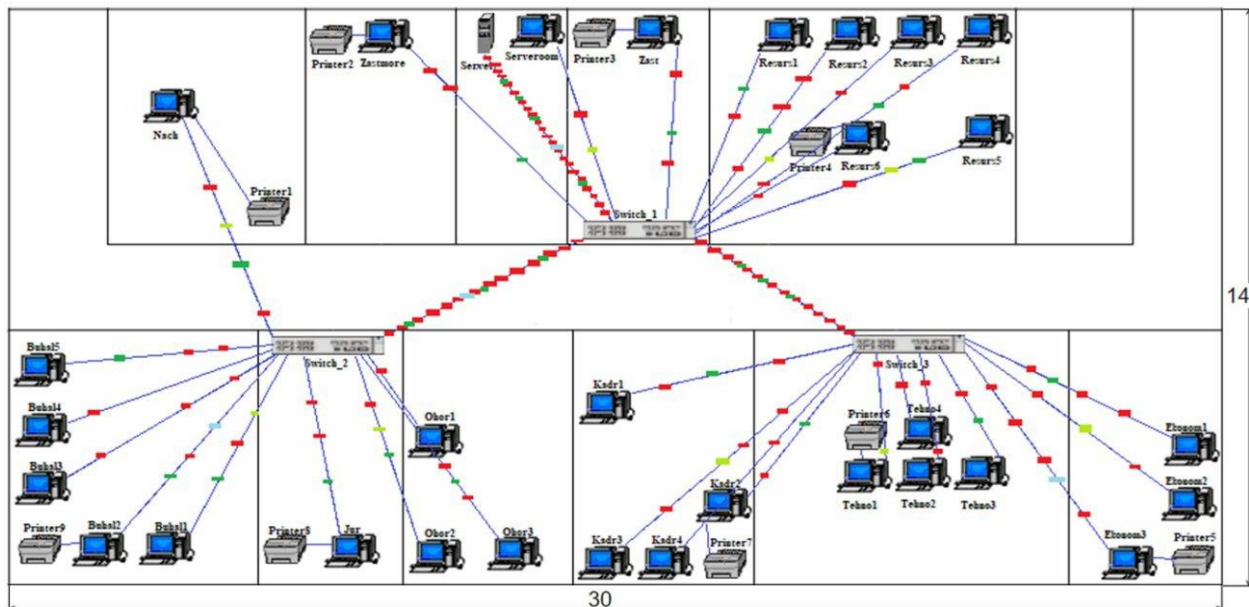 Printer2
Zastmore
Server
Serveroom
Printer3
Zast
Resurs1
Resurs2
Resurs3
Resurs4
Nach
Printer4
Resurs6
Resurs5
Printer1
Switch_1
14
Buhal5
Switch_2
Switch_3
Kadr1
Buhal4
Obor1
Printer6
Tehno4
Ekonom1
Buhal3
Kadr2
Tehno1
Tehno2
Tehno3
Ekonom2
Printer9
Buhal2
Buhal1
Printer8
Jur
Obor2
Obor3
Kadr3
Kadr4
Printer7
Ekonom3
Printer5
30